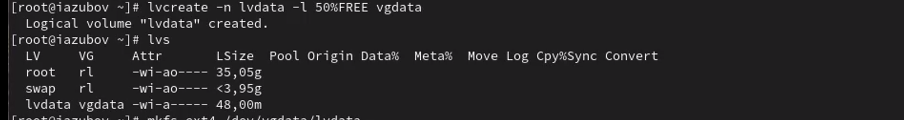 [root@iazubov ~]# lvcreate -n lvdata -l 50%FREE vgdata
  Logical volume "lvdata" created.
[root@iazubov ~]# lvs
  LV     VG     Attr       LSize  Pool Origin Data%  Meta%  Move Log Cpy%Sync Convert
  root   rl     -wi-ao---- 35,05g
  swap   rl     -wi-ao---- <3,95g
  lvdata vgdata -wi-a----- 48,00m
[root@iazubov ~]# mkfs.ext4 /dev/vgdata/lvdata